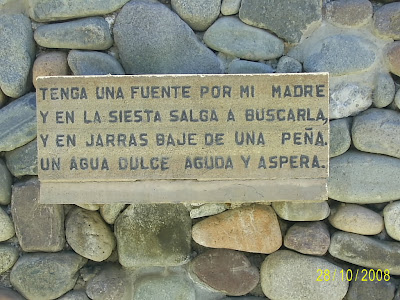 TENGA UNA FUENTE POR MI MADRE
Y EN LA SIESTA SALGA A BUSCARLA,
Y EN JARRAS BAJE DE UNA PEÑA.
UN AGUA DULCE AGUDA Y ASPERA.
28/10/2008